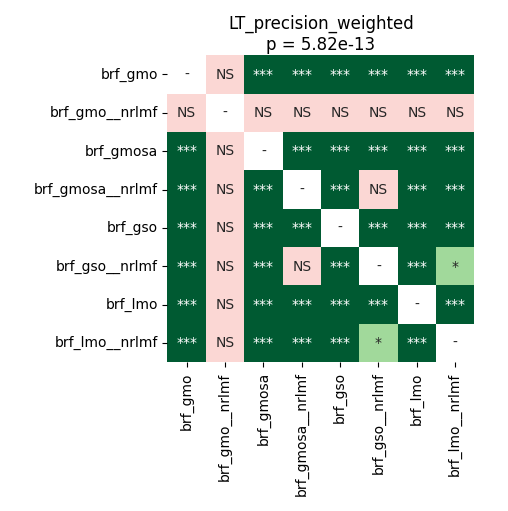 LT_precision_weighted
p = 5.82e-13
brf_gmo - NS *** *** *** *** *** ***
brf_gmo__nrlmf NS - NS NS NS NS NS NS
brf_gmosa *** NS - *** *** *** *** ***
brf_gmosa__nrlmf *** NS *** - *** NS *** ***
brf_gso *** NS *** *** - *** *** ***
brf_gso__nrlmf *** NS *** NS *** - *** *
brf_lmo *** NS *** *** *** *** - ***
brf_lmo__nrlmf *** NS *** *** *** * *** -
brf_gmo
brf_gmo__nrlmf
brf_gmosa
brf_gmosa__nrlmf
brf_gso
brf_gso__nrlmf
brf_lmo
brf_lmo__nrlmf